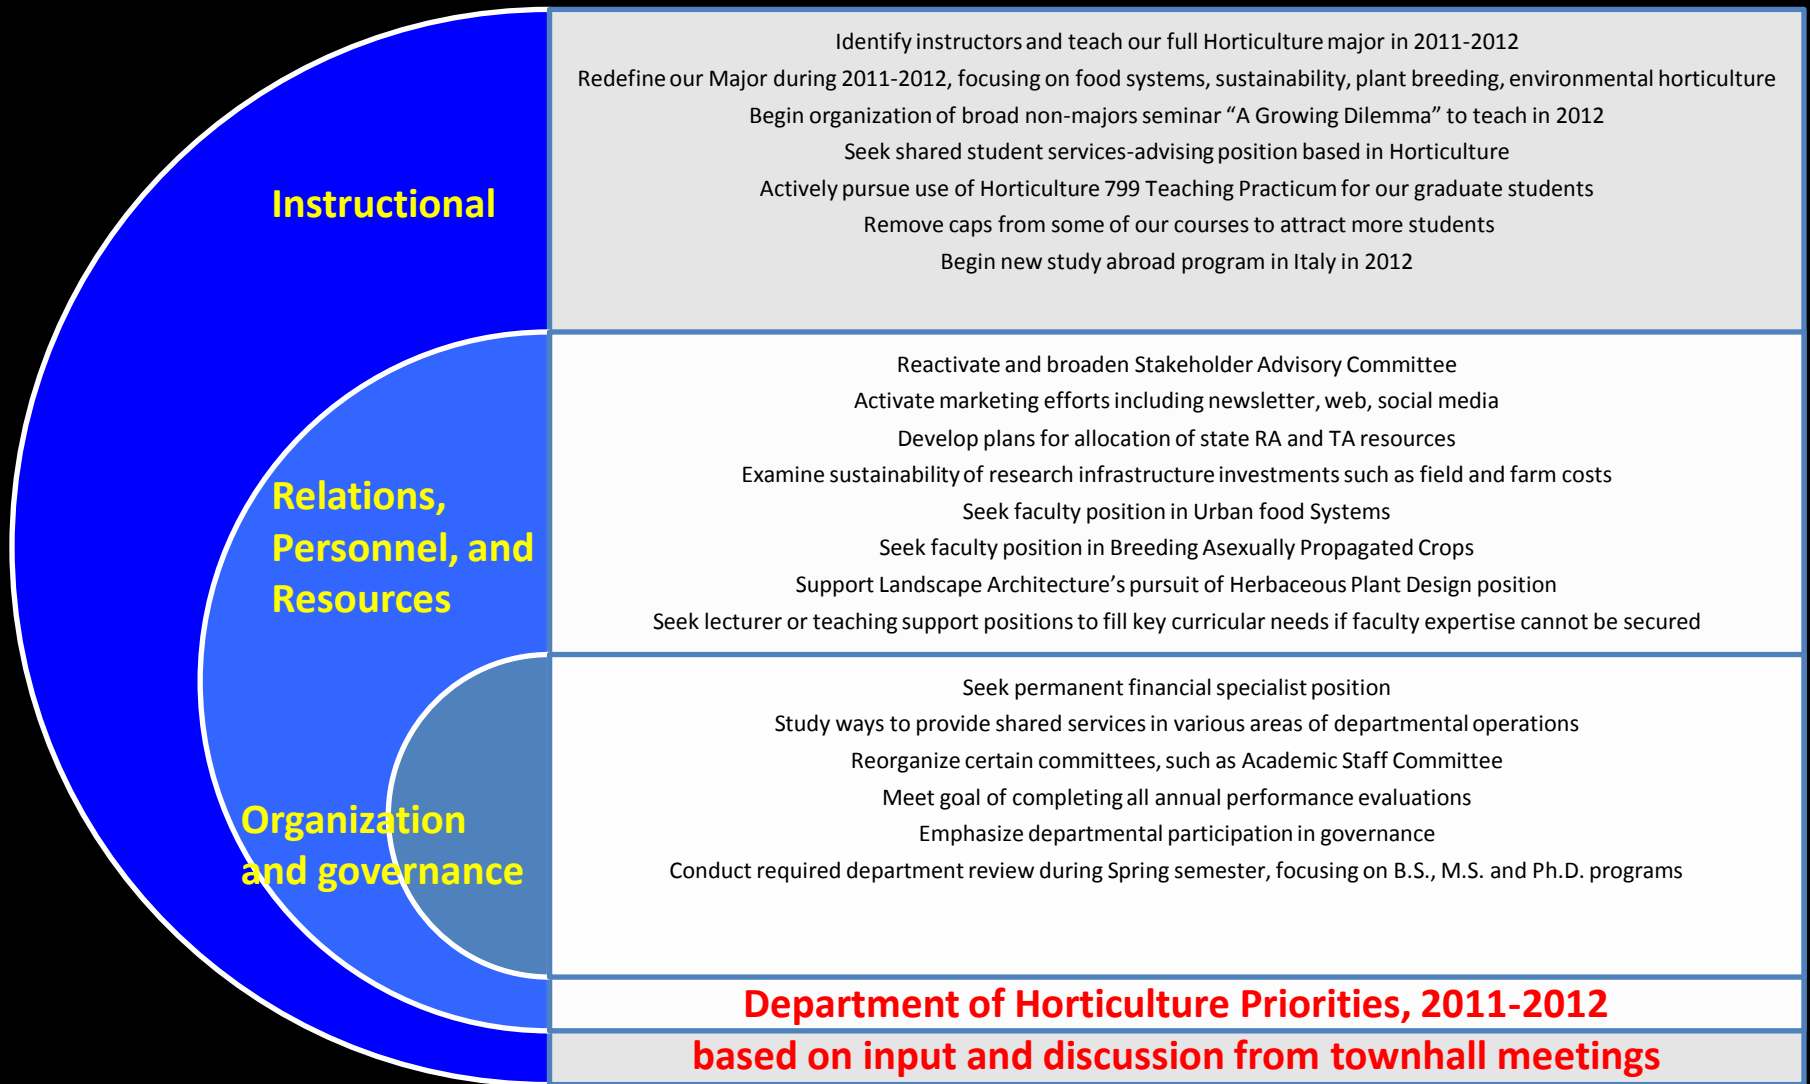 Instructional
Identify instructors and teach our full Horticulture major in 2011-2012
Redefine our Major during 2011-2012, focusing on food systems, sustainability, plant breeding, environmental horticulture
Begin organization of broad non-majors seminar “A Growing Dilemma” to teach in 2012
Seek shared student services-advising position based in Horticulture
Actively pursue use of Horticulture 799 Teaching Practicum for our graduate students
Remove caps from some of our courses to attract more students
Begin new study abroad program in Italy in 2012
Relations,
Personnel, and
Resources
Reactivate and broaden Stakeholder Advisory Committee
Activate marketing efforts including newsletter, web, social media
Develop plans for allocation of state RA and TA resources
Examine sustainability of research infrastructure investments such as field and farm costs
Seek faculty position in Urban food Systems
Seek faculty position in Breeding Asexually Propagated Crops
Support Landscape Architecture’s pursuit of Herbaceous Plant Design position
Seek lecturer or teaching support positions to fill key curricular needs if faculty expertise cannot be secured
Organization
and governance
Seek permanent financial specialist position
Study ways to provide shared services in various areas of departmental operations
Reorganize certain committees, such as Academic Staff Committee
Meet goal of completing all annual performance evaluations
Emphasize departmental participation in governance
Conduct required department review during Spring semester, focusing on B.S., M.S. and Ph.D. programs
Department of Horticulture Priorities, 2011-2012
based on input and discussion from townhall meetings